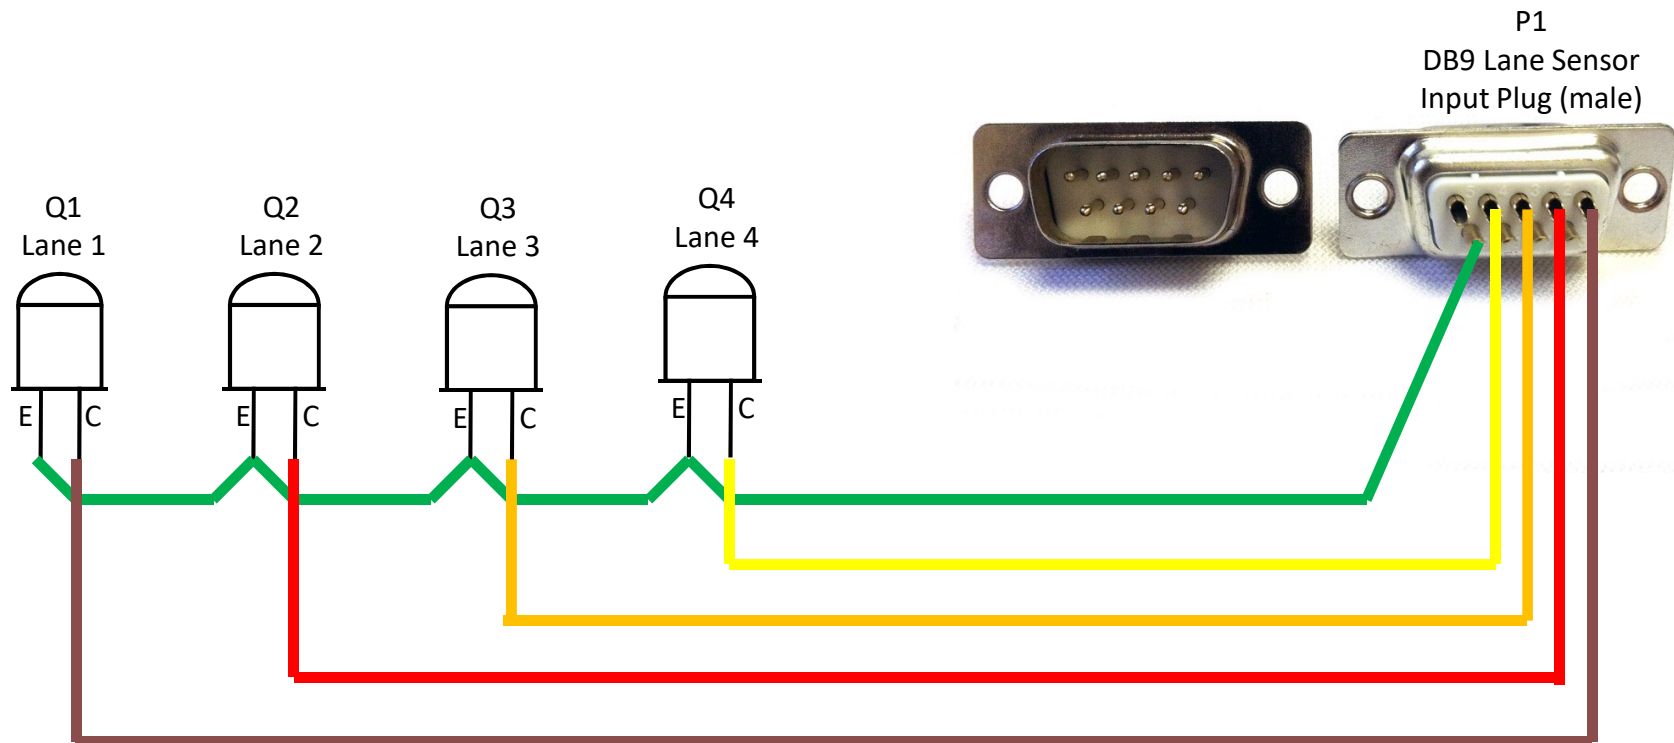 P1
DB9 Lane Sensor
Input Plug (male)
Q1
Lane 1
Q2
Lane 2
Q3
Lane 3
Q4
Lane 4
E
C
E
C
E
C
E
C